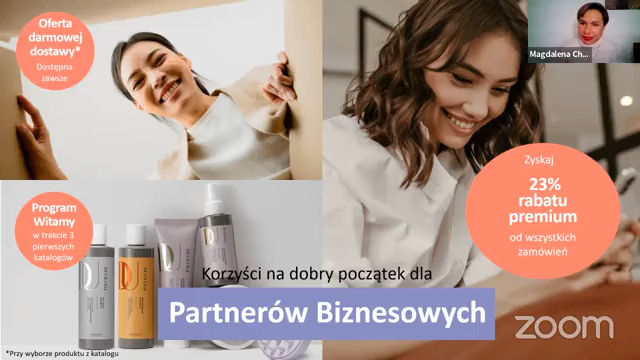 Oferta
darmowej
dostawy*
Dostępna
zawsze
Magdalena Ch...
Zyskaj
23%
rabatu
premium
od wszystkich
zamówień
Program
Witamy
w trakcie 3
pierwszych
katalogów
Korzyści na dobry początek dla
Partnerów Biznesowych
*Przy wyborze produktu z katalogu
zoom